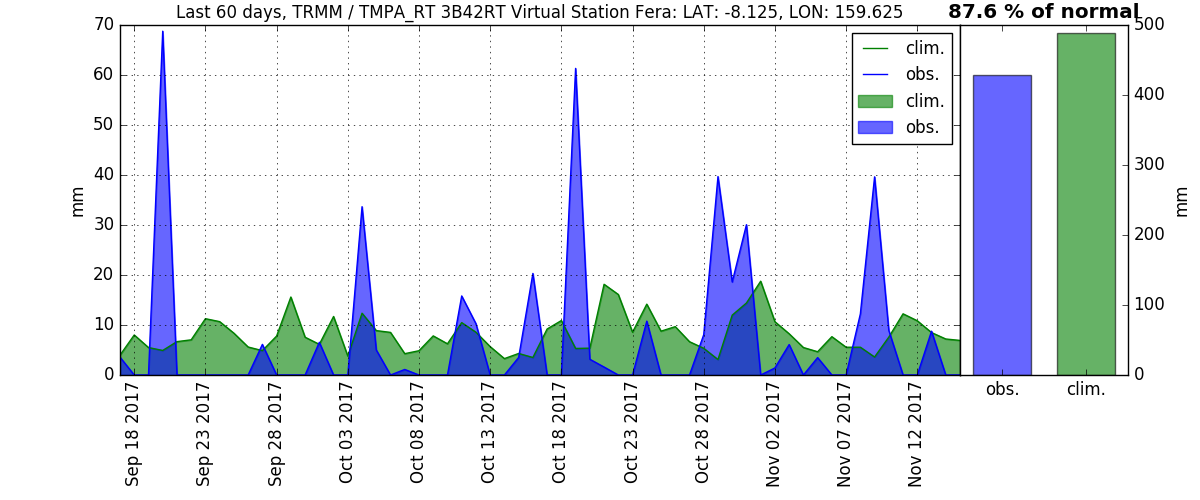 Last 60 days, TRMM / TMPA_RT 3B42RT Virtual Station Fera: LAT: -8.125, LON: 159.625
87.6 % of normal
70
60
50
40
30
20
10
0
mm
clim.
obs.
clim.
obs.
Sep 18 2017
Sep 23 2017
Sep 28 2017
Oct 03 2017
Oct 08 2017
Oct 13 2017
Oct 18 2017
Oct 23 2017
Oct 28 2017
Nov 02 2017
Nov 07 2017
Nov 12 2017
500
400
300
200
100
0
mm
obs.
clim.